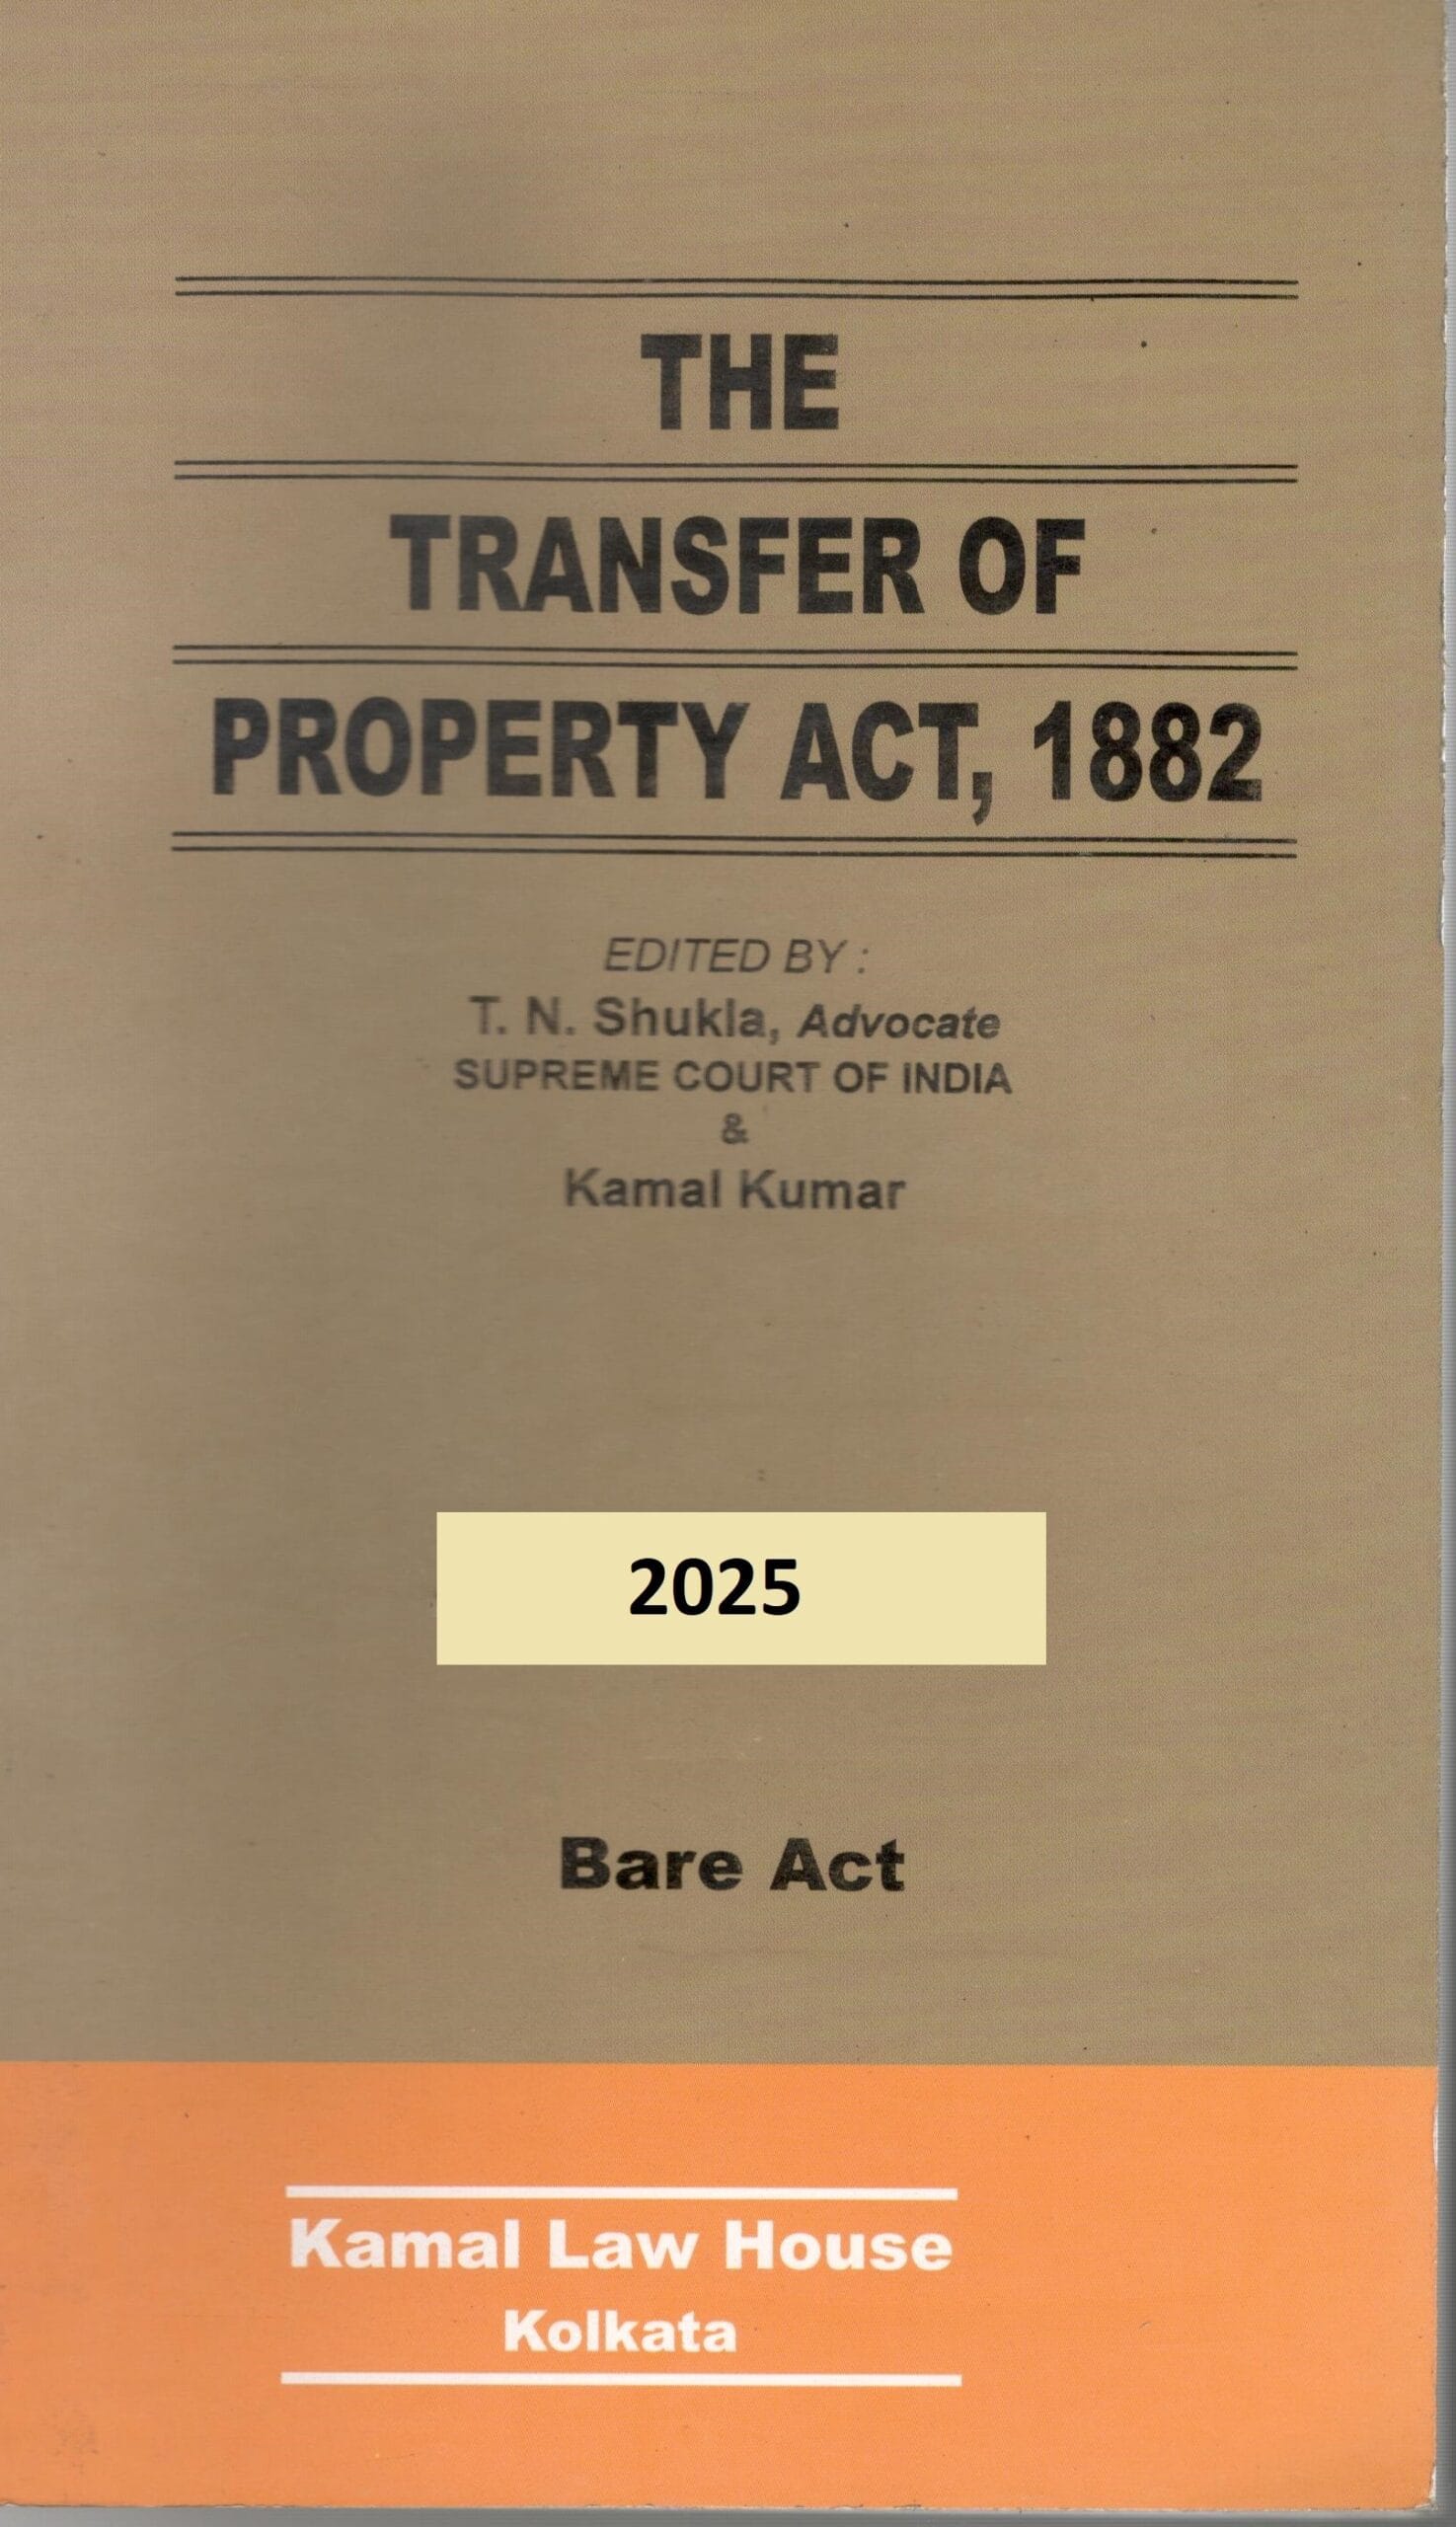 THE
TRANSFER OF
PROPERTY ACT, 1882
EDITED BY :
T. N. Shukla, Advocate
SUPREME COURT OF INDIA
&
Kamal Kumar
2025
Bare Act
Kamal Law House
Kolkata